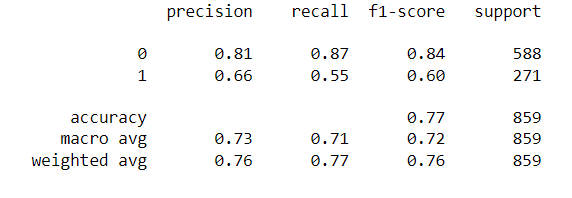 precision recall f1-score support
0 0.81 0.87 0.84 588
1 0.66 0.55 0.60 271
accuracy 0.77 859
macro avg 0.73 0.71 0.72 859
weighted avg 0.76 0.77 0.76 859